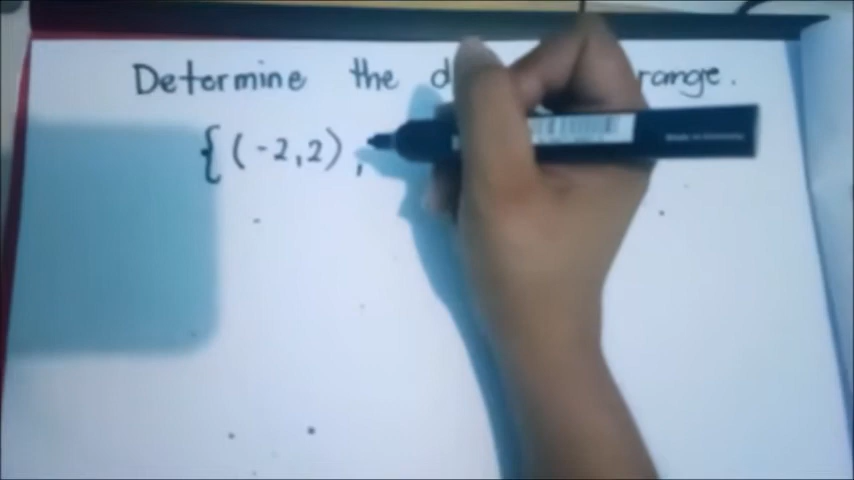 Determine the range.
{(-2,2),